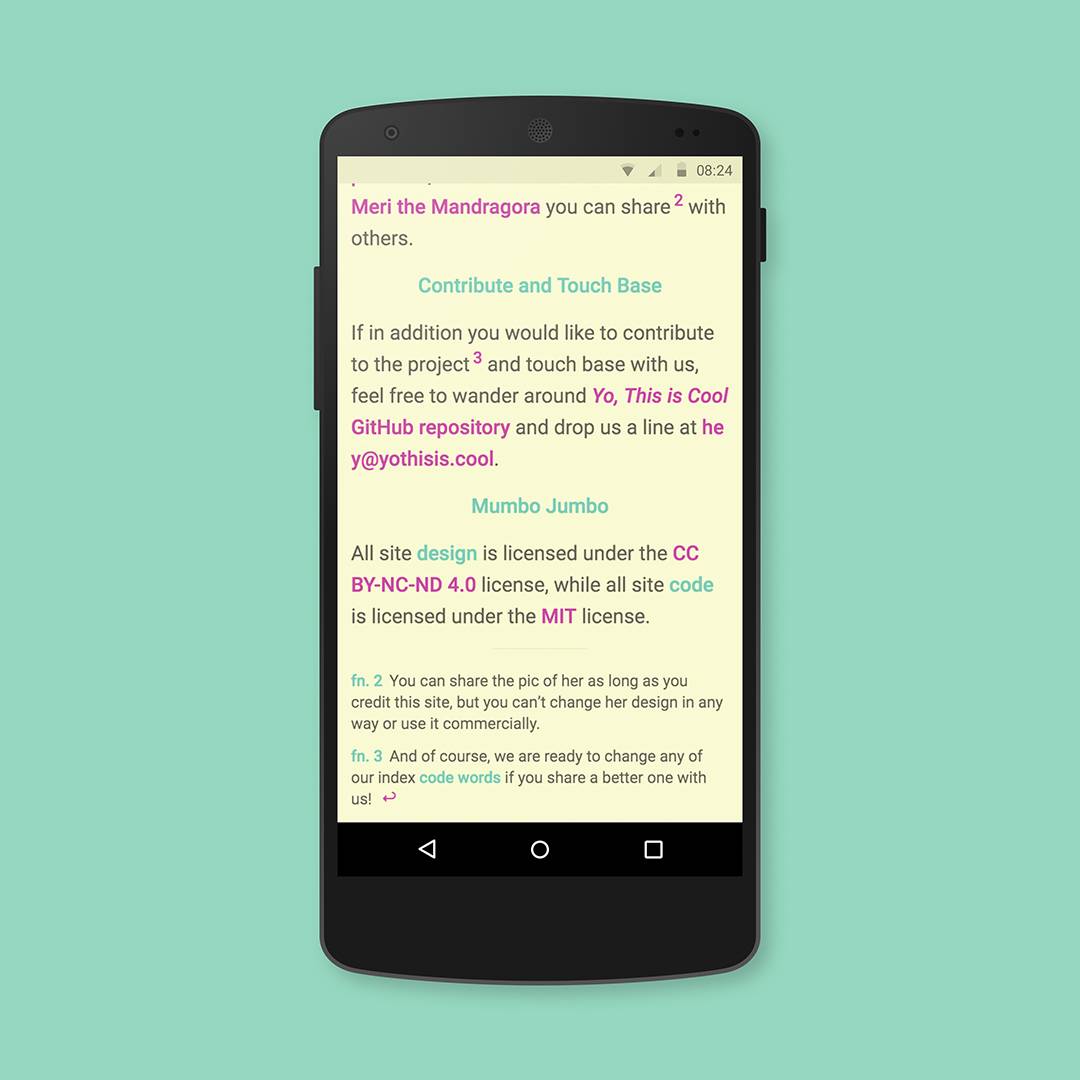 08:24
Meri the Mandragora you can share 2 with
others.
Contribute and Touch Base
If in addition you would like to contribute
to the project 3 and touch base with us,
feel free to wander around Yo, This is Cool
GitHub repository and drop us a line at he
y@yothisis.cool.
Mumbo Jumbo
All site design is licensed under the CC
BY-NC-ND 4.0 license, while all site code
is licensed under the MIT license.
fn. 2 You can share the pic of her as long as you
credit this site, but you can’t change her design in any
way or use it commercially.
fn. 3 And of course, we are ready to change any of
our index code words if you share a better one with
us! ↩